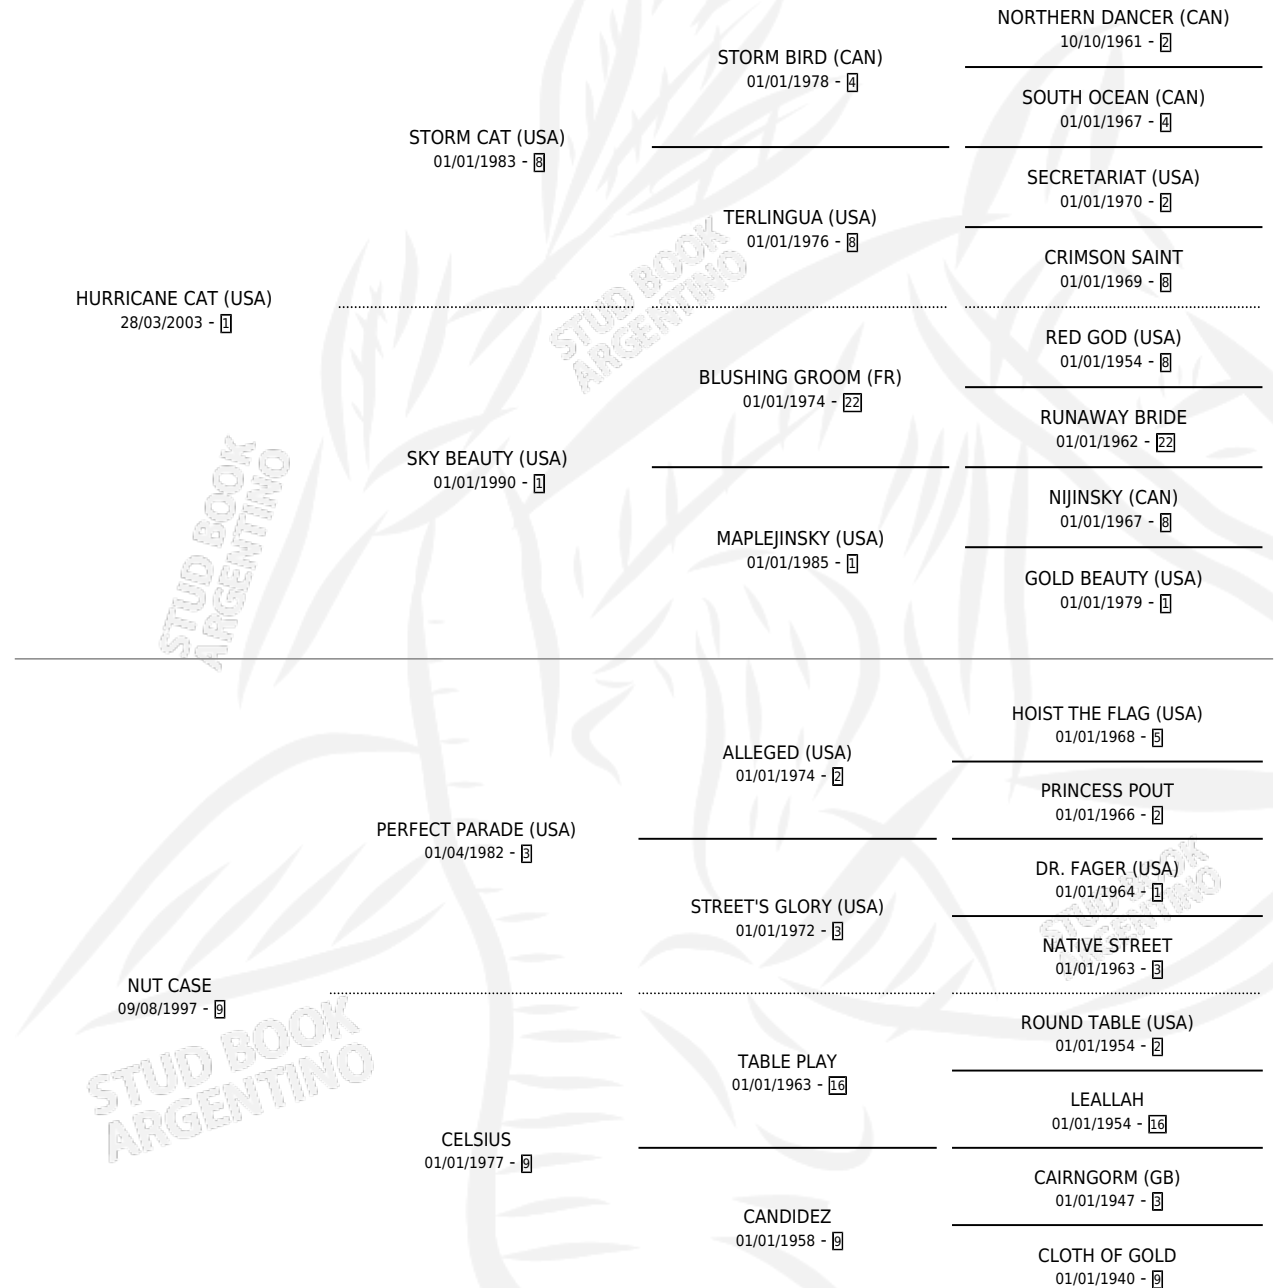 NORTHERN DANCER (CAN)
10/10/1961 - 2
STORM BIRD (CAN)
01/01/1978 - 4
SOUTH OCEAN (CAN)
01/01/1967 - 4
STORM CAT (USA)
01/01/1983 - 8
SECRETARIAT (USA)
01/01/1970 - 2
TERLINGUA (USA)
01/01/1976 - 8
CRIMSON SAINT
01/01/1969 - 8
HURRICANE CAT (USA)
28/03/2003 - 1
STUD BOOK
ARGENTINO
RED GOD (USA)
01/01/1954 - 8
BLUSHING GROOM (FR)
01/01/1974 - 22
RUNAWAY BRIDE
01/01/1962 - 22
SKY BEAUTY (USA)
01/01/1990 - 1
NIJINSKY (CAN)
01/01/1967 - 8
MAPLEJINSKY (USA)
01/01/1985 - 1
GOLD BEAUTY (USA)
01/01/1979 - 1
STUD BOOK
ARGENTINO
HOIST THE FLAG (USA)
01/01/1968 - 5
ALLEGED (USA)
01/01/1974 - 2
PRINCESS POUT
01/01/1966 - 2
PERFECT PARADE (USA)
01/04/1982 - 3
DR. FAGER (USA)
01/01/1964 - 1
STREET'S GLORY (USA)
01/01/1972 - 3
NATIVE STREET
01/01/1963 - 3
STUD BOOK
ARGENTINO
NUT CASE
09/08/1997 - 9
ROUND TABLE (USA)
01/01/1954 - 2
TABLE PLAY
01/01/1963 - 16
LEALLAH
01/01/1954 - 16
STUD BOOK
ARGENTINO
CELSIUS
01/01/1977 - 9
CAIRNGORM (GB)
01/01/1947 - 3
CANDIDEZ
01/01/1958 - 9
CLOTH OF GOLD
01/01/1940 - 9